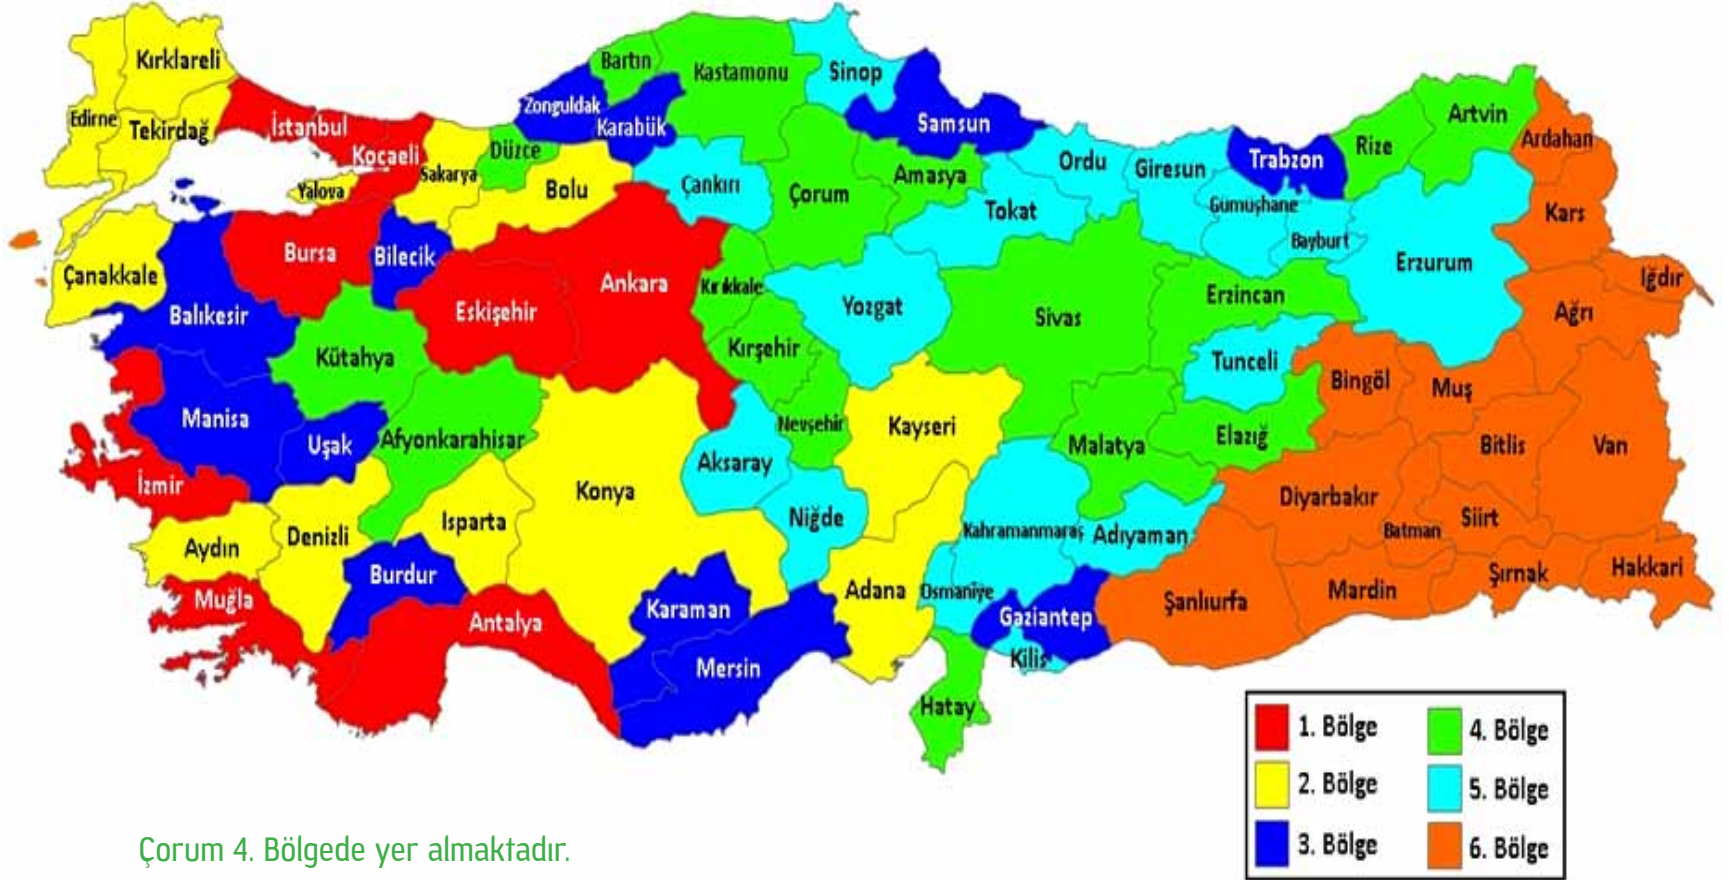 Kırklareli
Edirne
Tekirdağ
İstanbul
Kocaeli
Yalova
Sakarya
Düzce
Bolu
Zonguldak
Bartın
Karabük
Kastamonu
Sinop
Samsun
Çankırı
Çorum
Amasya
Ordu
Tokat
Giresun
Trabzon
Gümüşhane
Bayburt
Rize
Artvin
Ardahan
Kars
Erzurum
Iğdır
Ağrı
Çanakkale
Balıkesir
Bursa
Bilecik
Eskişehir
Ankara
Kırıkkale
Yozgat
Sivas
Erzincan
Tunceli
Kütahya
Kırşehir
Manisa
Uşak
Afyonkarahisar
Nevşehir
Kayseri
Malatya
Elazığ
Bingöl
Muş
Bitlis
Van
İzmir
Konya
Aksaray
Niğde
Kahramanmaraş
Adıyaman
Diyarbakır
Batman
Siirt
Aydın
Denizli
Isparta
Burdur
Muğla
Antalya
Karaman
Mersin
Adana
Osmaniye
Gaziantep
Kilis
Hatay
Şanlıurfa
Mardin
Şırnak
Hakkari
1. Bölge
2. Bölge
3. Bölge
4. Bölge
5. Bölge
6. Bölge
Çorum 4. Bölgede yer almaktadır.